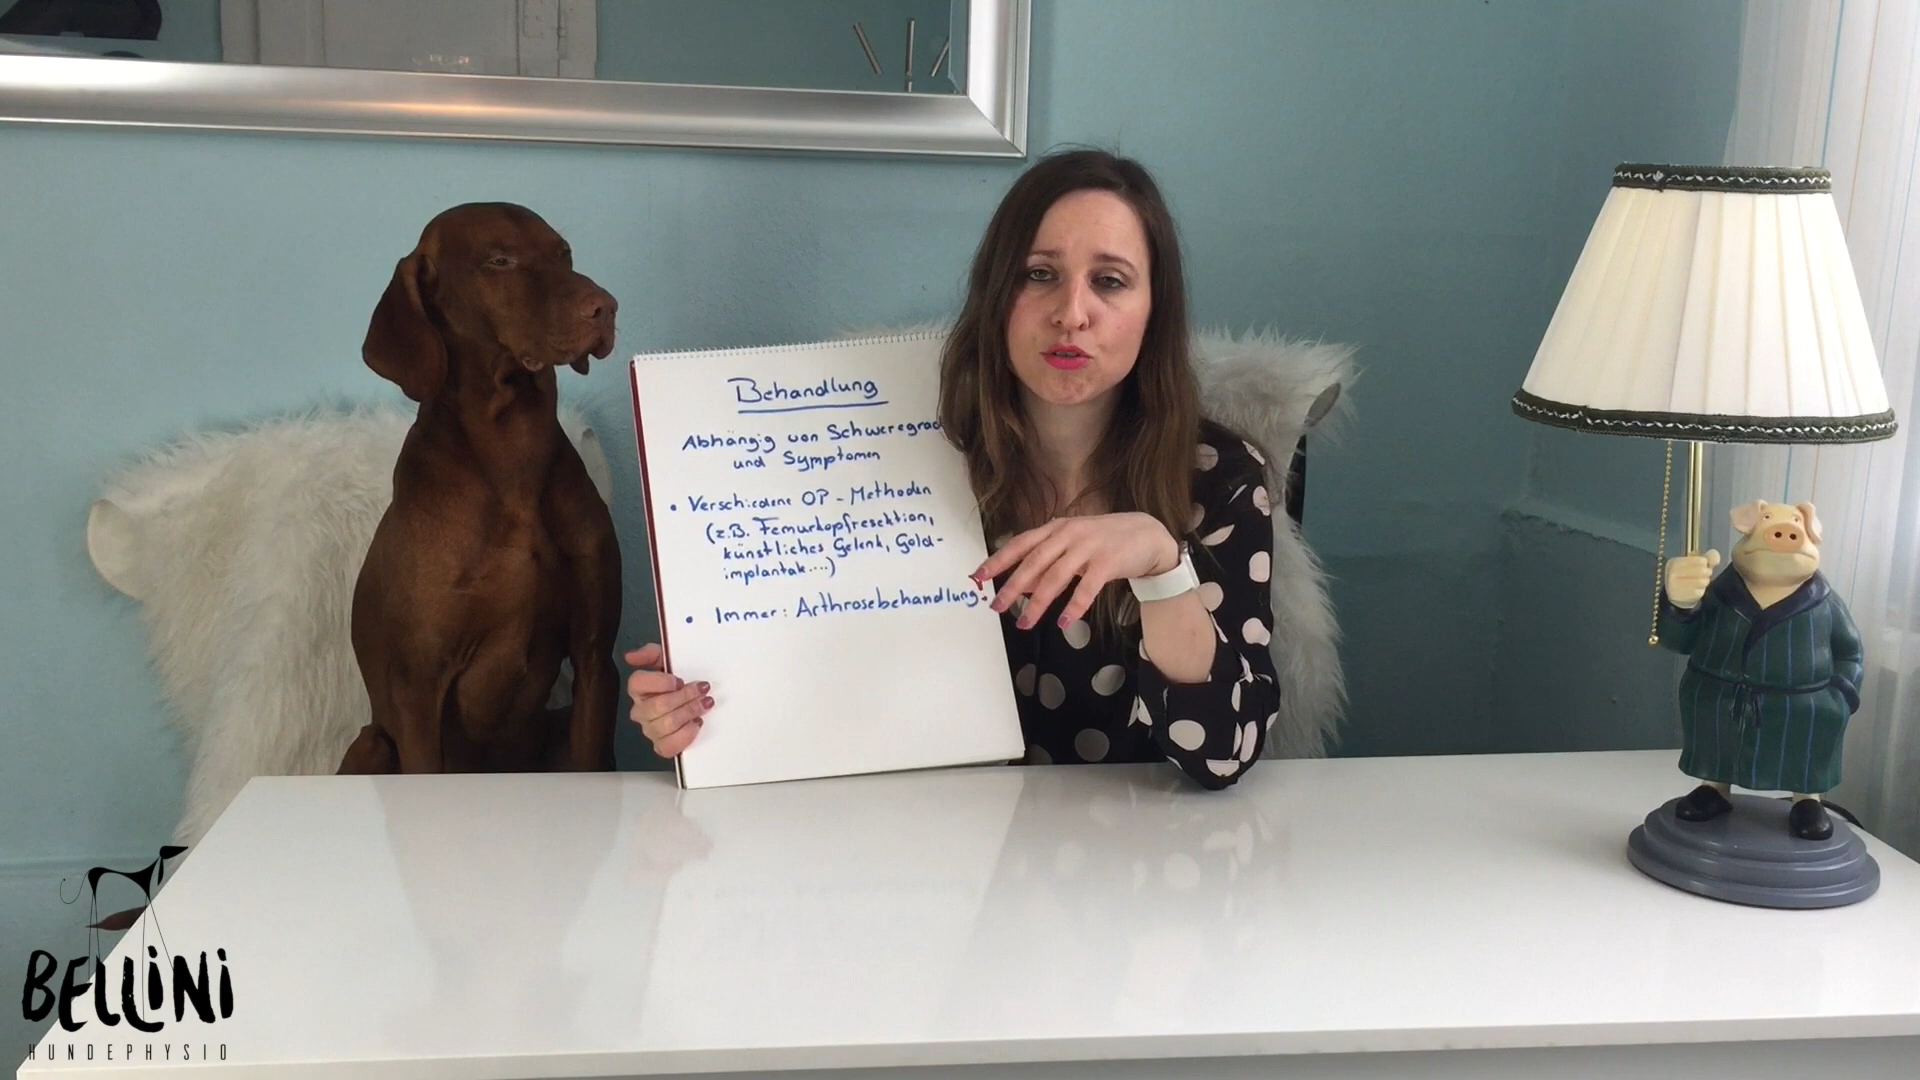 Behandlung
Abhängig von Schweregrad
und Symptomen
• Verschiedene OP - Methoden
(z.B. Femurkopfresektion,
künstliches Gelenk, Gold-
implantate....)
• Immer: Arthrosebehandlung!
BELLiNi
HUNDEPHYSIO